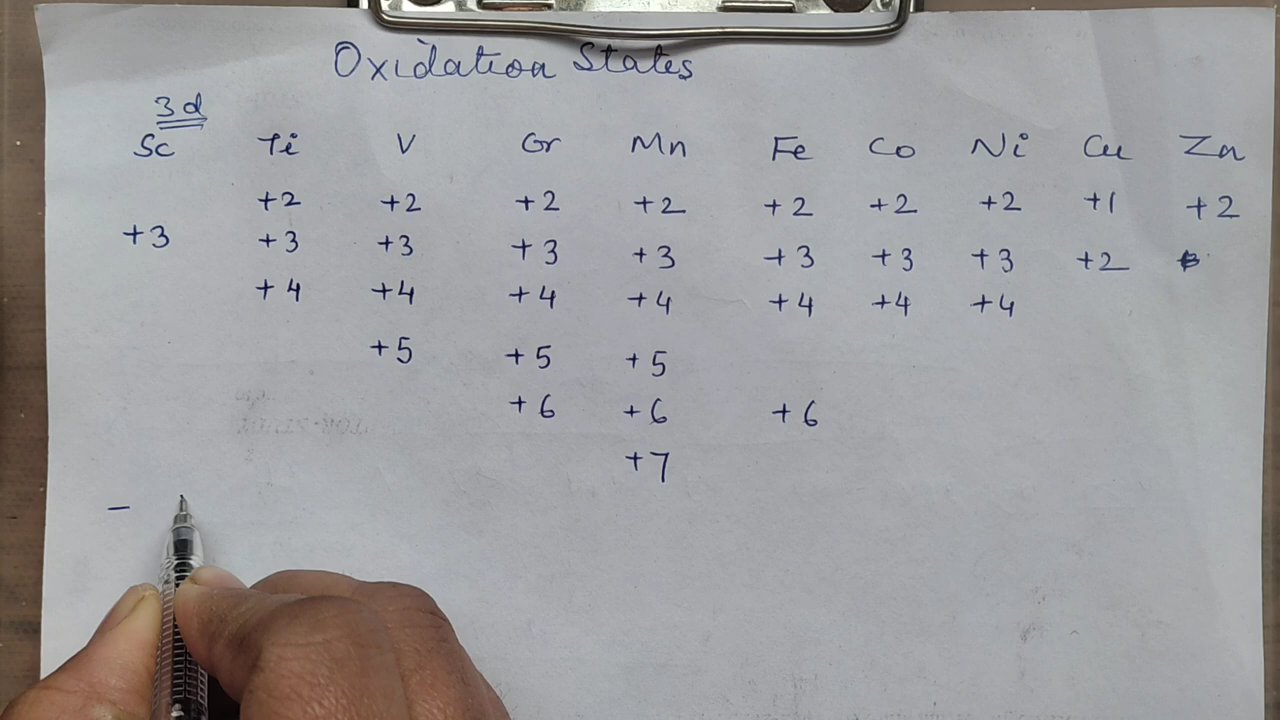 Oxidation States
3d
Sc Ti V Cr Mn Fe Co Ni Cu Zn
+2 +2 +2 +2 +2 +2 +2 +1 +2
+3 +3 +3 +3 +3 +3 +3 +3 +2
+4 +4 +4 +4 +4 +4 +4
+5 +5 +5
+6 +6 +6
+7
–